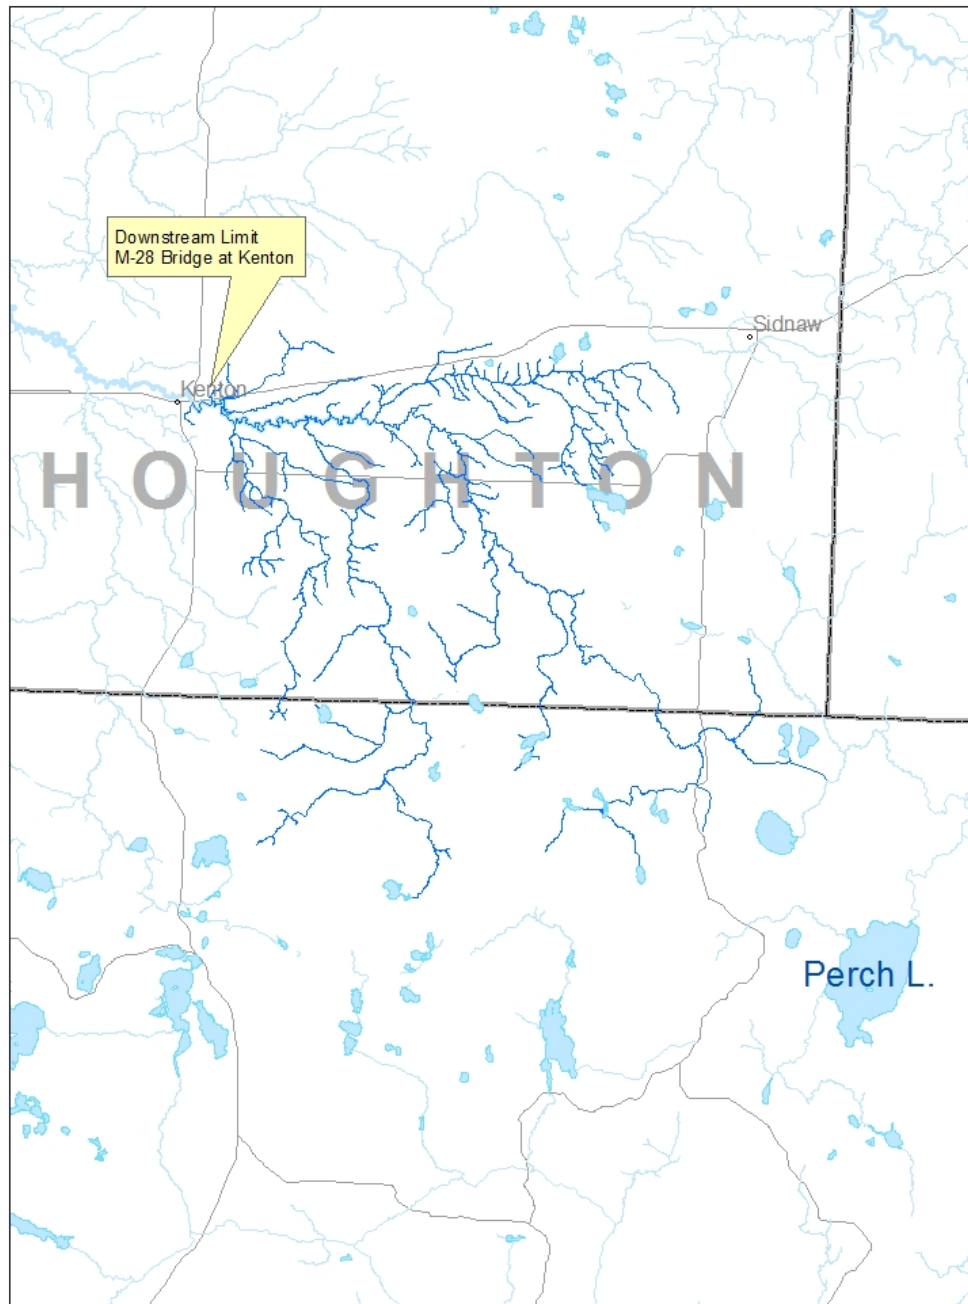 Downstream Limit
M-28 Bridge at Kenton
Sidnaw
Kenton
HOUGHTON
Perch L.